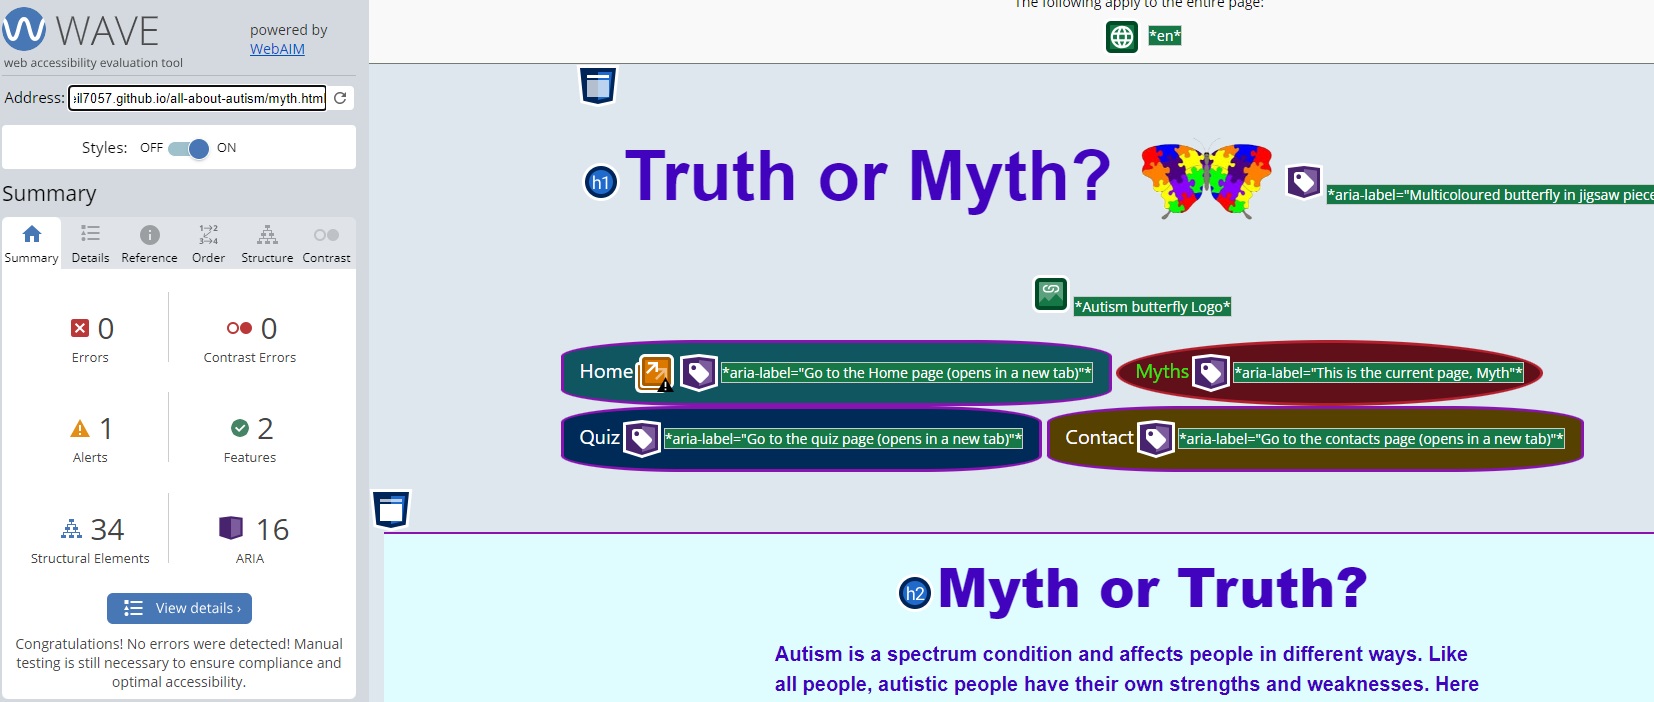 WAVE
powered by
WebAIM
web accessibility evaluation tool
Address: il7057.github.io/all-about-autism/myth.html
Styles: OFF ON
Summary
Summary Details Reference Order Structure Contrast
0
Errors
0
Contrast Errors
1
Alerts
2
Features
34
Structural Elements
16
ARIA
View details ›
Congratulations! No errors were detected! Manual
testing is still necessary to ensure compliance and
optimal accessibility.
The following apply to the entire page:
*en*
h1 Truth or Myth?
*aria-label="Multicoloured butterfly in jigsaw piece
*Autism butterfly Logo*
Home *aria-label="Go to the Home page (opens in a new tab)"*
Myths *aria-label="This is the current page, Myth"*
Quiz *aria-label="Go to the quiz page (opens in a new tab)"*
Contact *aria-label="Go to the contacts page (opens in a new tab)"*
h2 Myth or Truth?
Autism is a spectrum condition and affects people in different ways. Like
all people, autistic people have their own strengths and weaknesses. Here